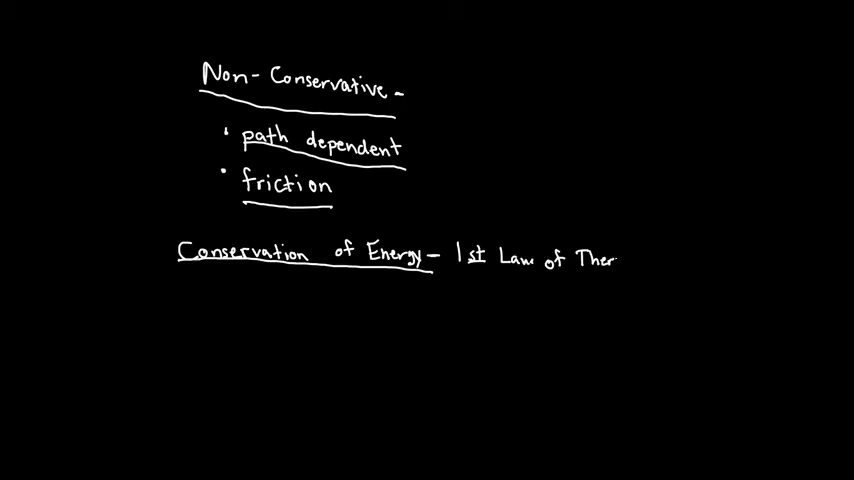 Non-Conservative-
• path dependent
• friction
Conservation of Energy- 1st Law of Ther